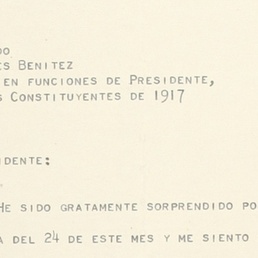 DO
ES BENITEZ
EN FUNCIONES DE PRESIDENTE,
S CONSTITUYENTES DE 1917
IDENTE:
HE SIDO GRATAMENTE SORPRENDIDO PO
A DEL 24 DE ESTE MES Y ME SIENTO